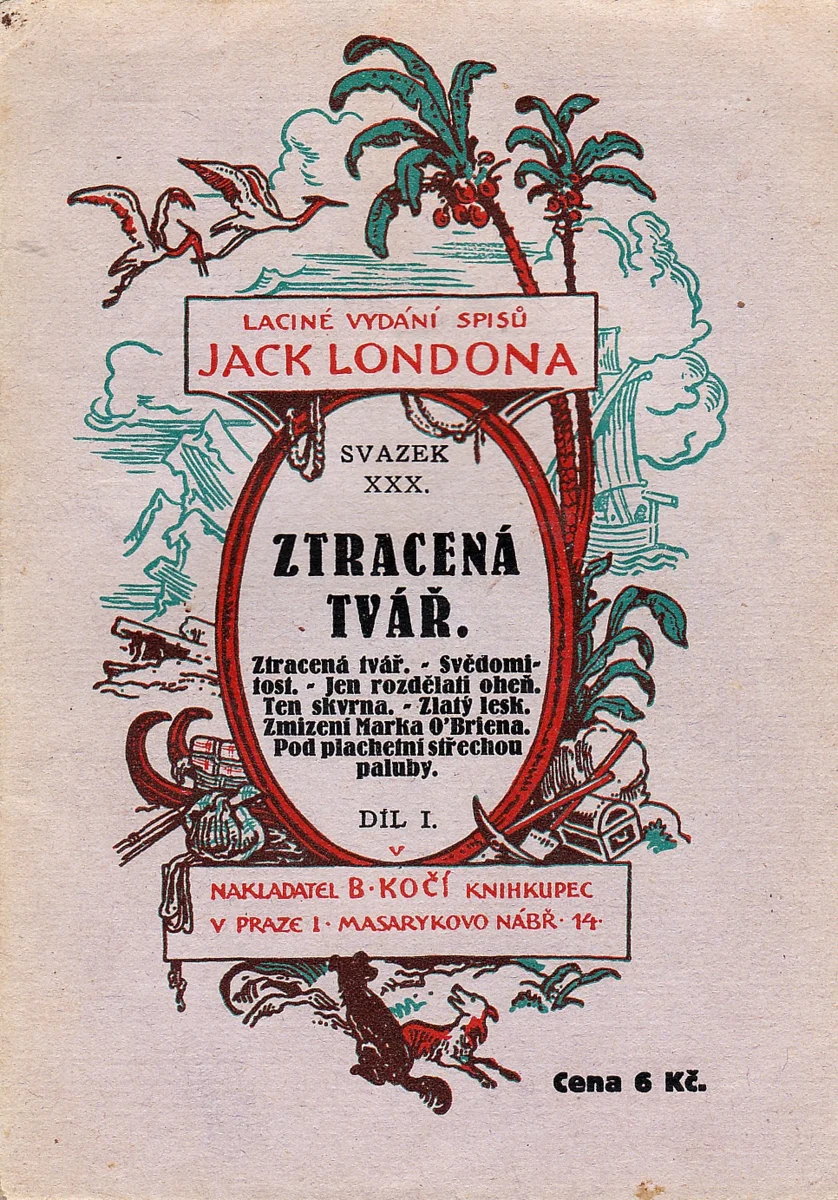 LACINÉ VYDÁNÍ SPISŮ
JACK LONDONA
SVAZEK
XXX.
ZTRACENÁ
TVÁŘ.
Ztracená tvář. - Svědomi-
tost. - Jen rozdělati oheň.
Ten skvrna. - Zlatý lesk.
Zmizení Marka O'Briena.
Pod plachetní střechou
paluby.
DÍL I.
V
NAKLADATEL B·KOČÍ KNIHKUPEC
V PRAZE I · MASARYKOVO NÁBŘ · 14·
Cena 6 Kč.